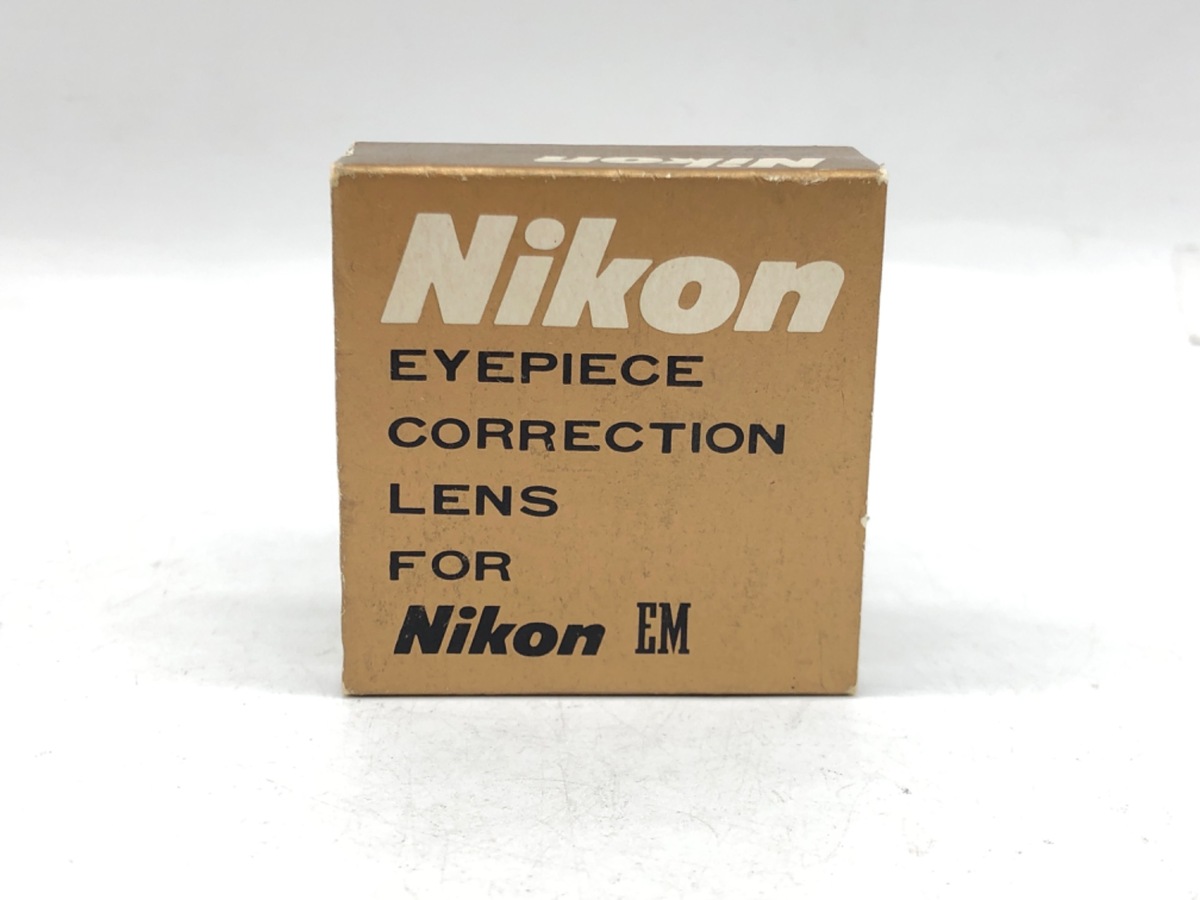 Nikon
Nikon
EYEPIECE
CORRECTION
LENS
FOR
Nikon EM